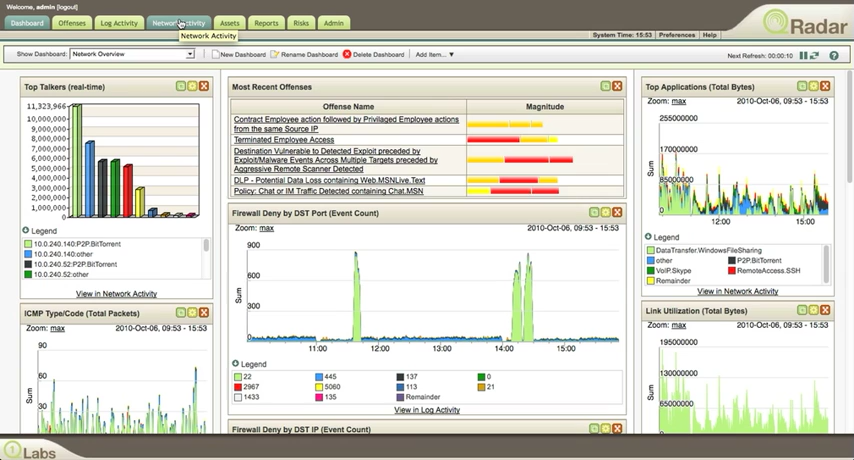 Welcome, admin [logout]
Dashboard Offenses Log Activity Network Activity Assets Reports Risks Admin
Network Activity
QRadar
System Time: 15:53 Preferences Help
Show Dashboard: Network Overview New Dashboard Rename Dashboard Delete Dashboard Add Item... Next Refresh: 00:00:10
Top Talkers (real-time)
11,323,966
10,000,000
9,000,000
8,000,000
7,000,000
6,000,000
5,000,000
4,000,000
3,000,000
2,000,000
1,000,000
0
Legend
10.0.240.140:P2P.BitTorrent
10.0.240.140:other
10.0.240.52:P2P.BitTorrent
10.0.240.52:other
View in Network Activity
ICMP Type/Code (Total Packets)
Zoom: max 2010-Oct-06, 09:53 - 15:53
90
60
30
Sum
Most Recent Offenses
Offense Name Magnitude
Contract Employee action followed by Privilaged Employee actions
from the same Source IP
Terminated Employee Access
Destination Vulnerable to Detected Exploit preceded by
Exploit/Malware Events Across Multiple Targets preceded by
Aggressive Remote Scanner Detected
DLP - Potential Data Loss containing Web.MSNLive.Text
Policy: Chat or IM Traffic Detected containing Chat.MSN
Firewall Deny by DST Port (Event Count)
Zoom: max 2010-Oct-06, 09:53 - 15:53
900
600
300
0
Sum
11:00 12:00 13:00 14:00 15:00
Legend
22 445 137 0
2967 5060 113 21
1433 135 Remainder
View in Log Activity
Firewall Deny by DST IP (Event Count)
Top Applications (Total Bytes)
Zoom: max 2010-Oct-06, 09:53 - 15:53
255000000
170000000
85000000
0
Sum
12:00 15:00
Legend
DataTransfer.WindowsFileSharing
other P2P.BitTorrent
VoIP.Skype RemoteAccess.SSH
Remainder
View in Network Activity
Link Utilization (Total Bytes)
Zoom: max 2010-Oct-06, 09:53 - 15:53
195000000
130000000
65000000
Sum
1 Labs